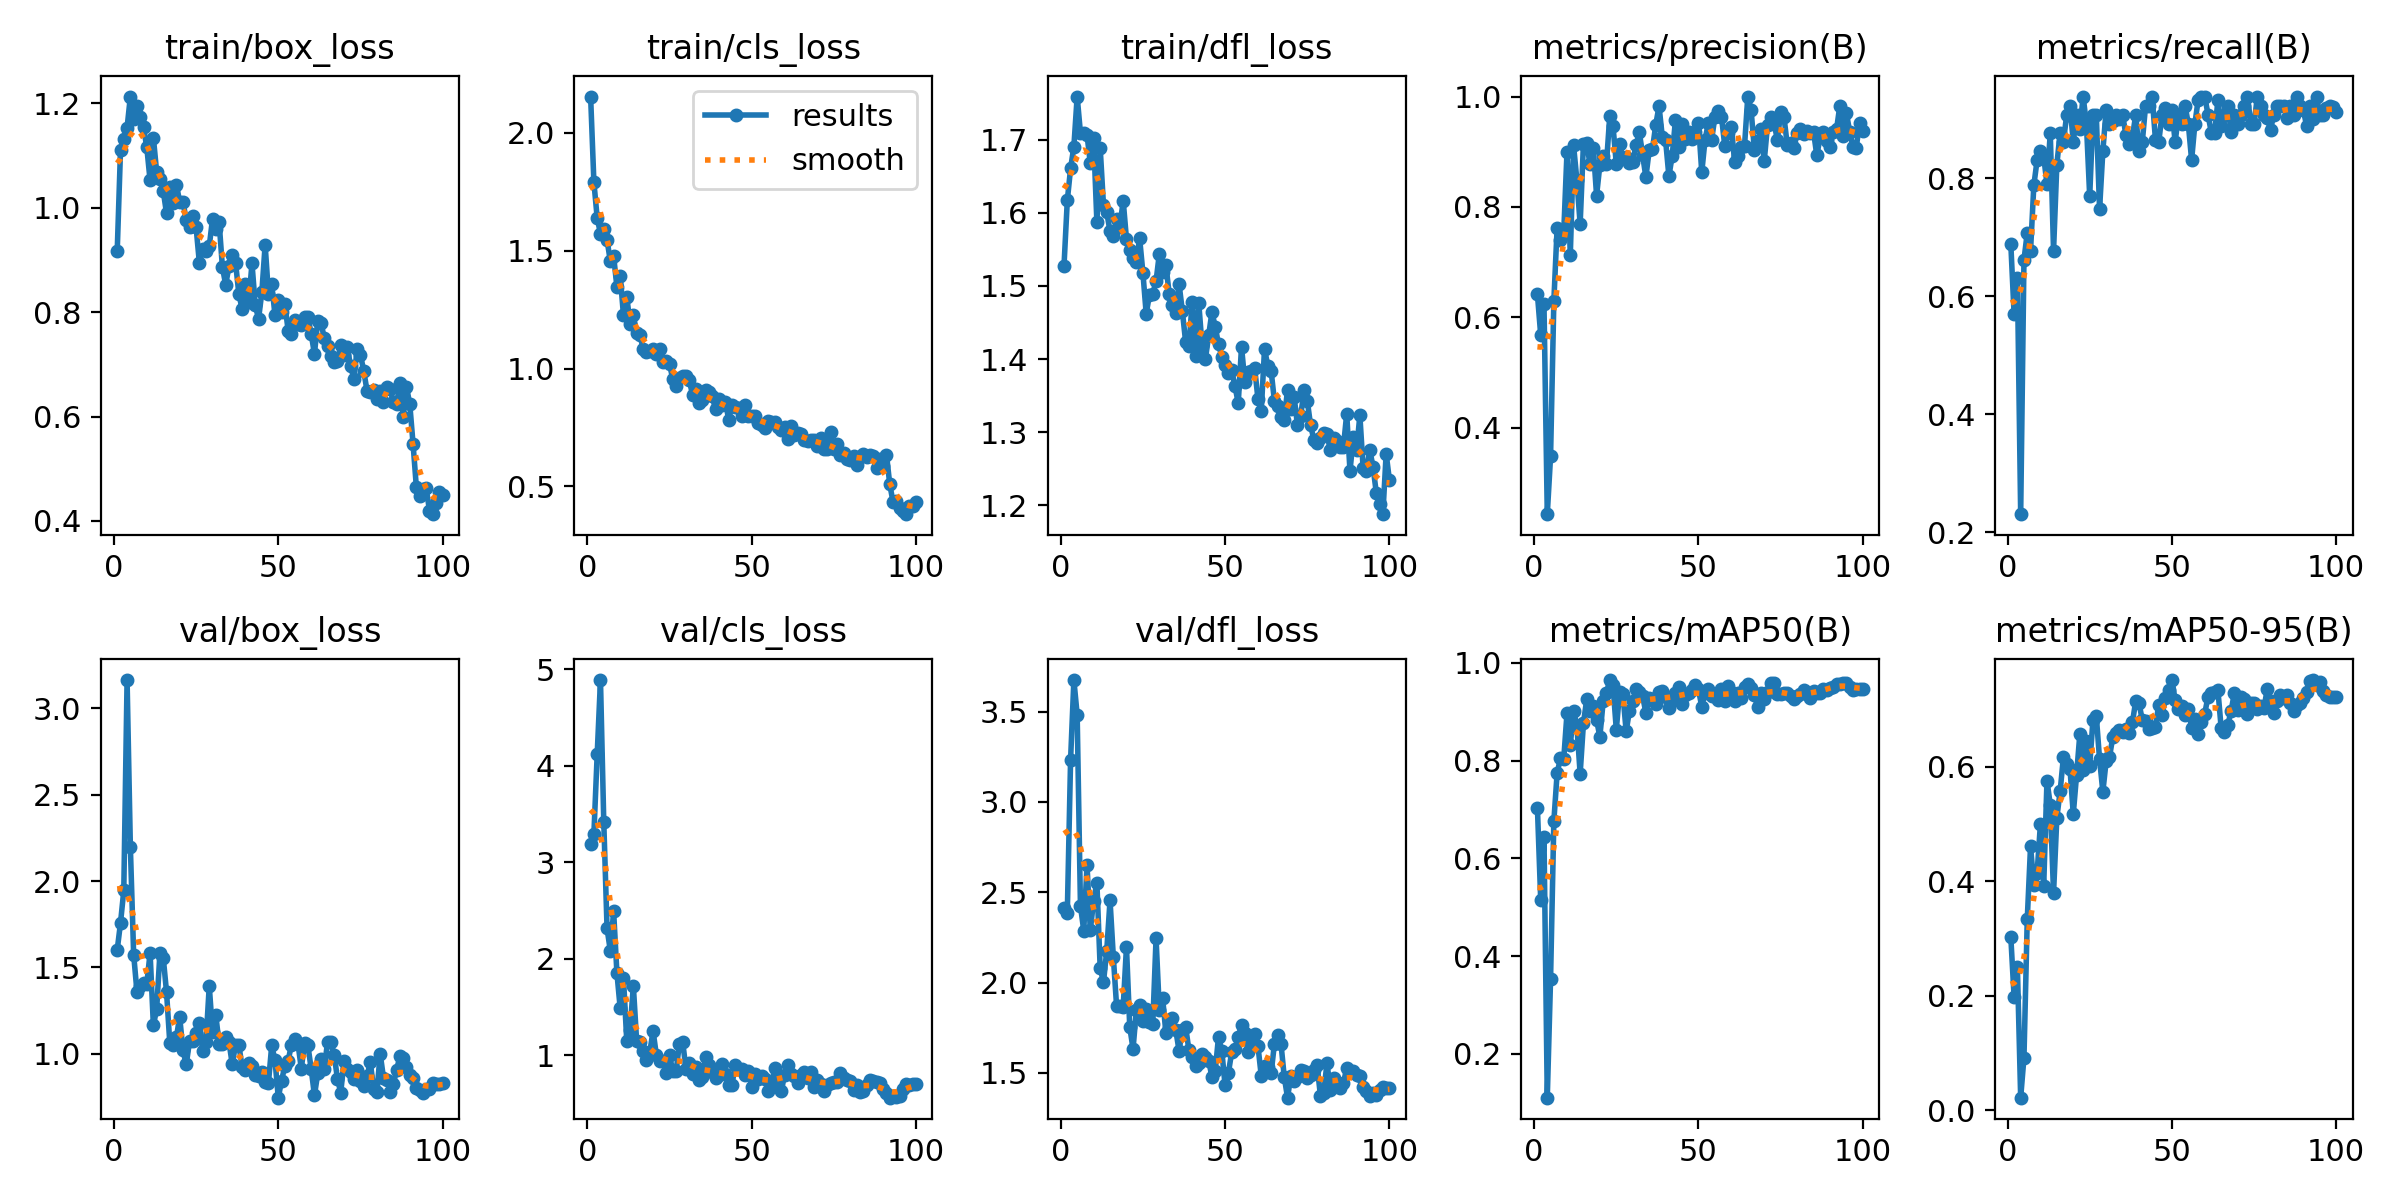 train/box_loss
1.2
1.0
0.8
0.6
0.4
0 50 100
train/cls_loss
results
smooth
2.0
1.5
1.0
0.5
0 50 100
train/dfl_loss
1.7
1.6
1.5
1.4
1.3
1.2
0 50 100
metrics/precision(B)
1.0
0.8
0.6
0.4
0 50 100
metrics/recall(B)
0.8
0.6
0.4
0.2
0 50 100
val/box_loss
3.0
2.5
2.0
1.5
1.0
0 50 100
val/cls_loss
5
4
3
2
1
0 50 100
val/dfl_loss
3.5
3.0
2.5
2.0
1.5
0 50 100
metrics/mAP50(B)
1.0
0.8
0.6
0.4
0.2
0 50 100
metrics/mAP50-95(B)
0.6
0.4
0.2
0.0
0 50 100